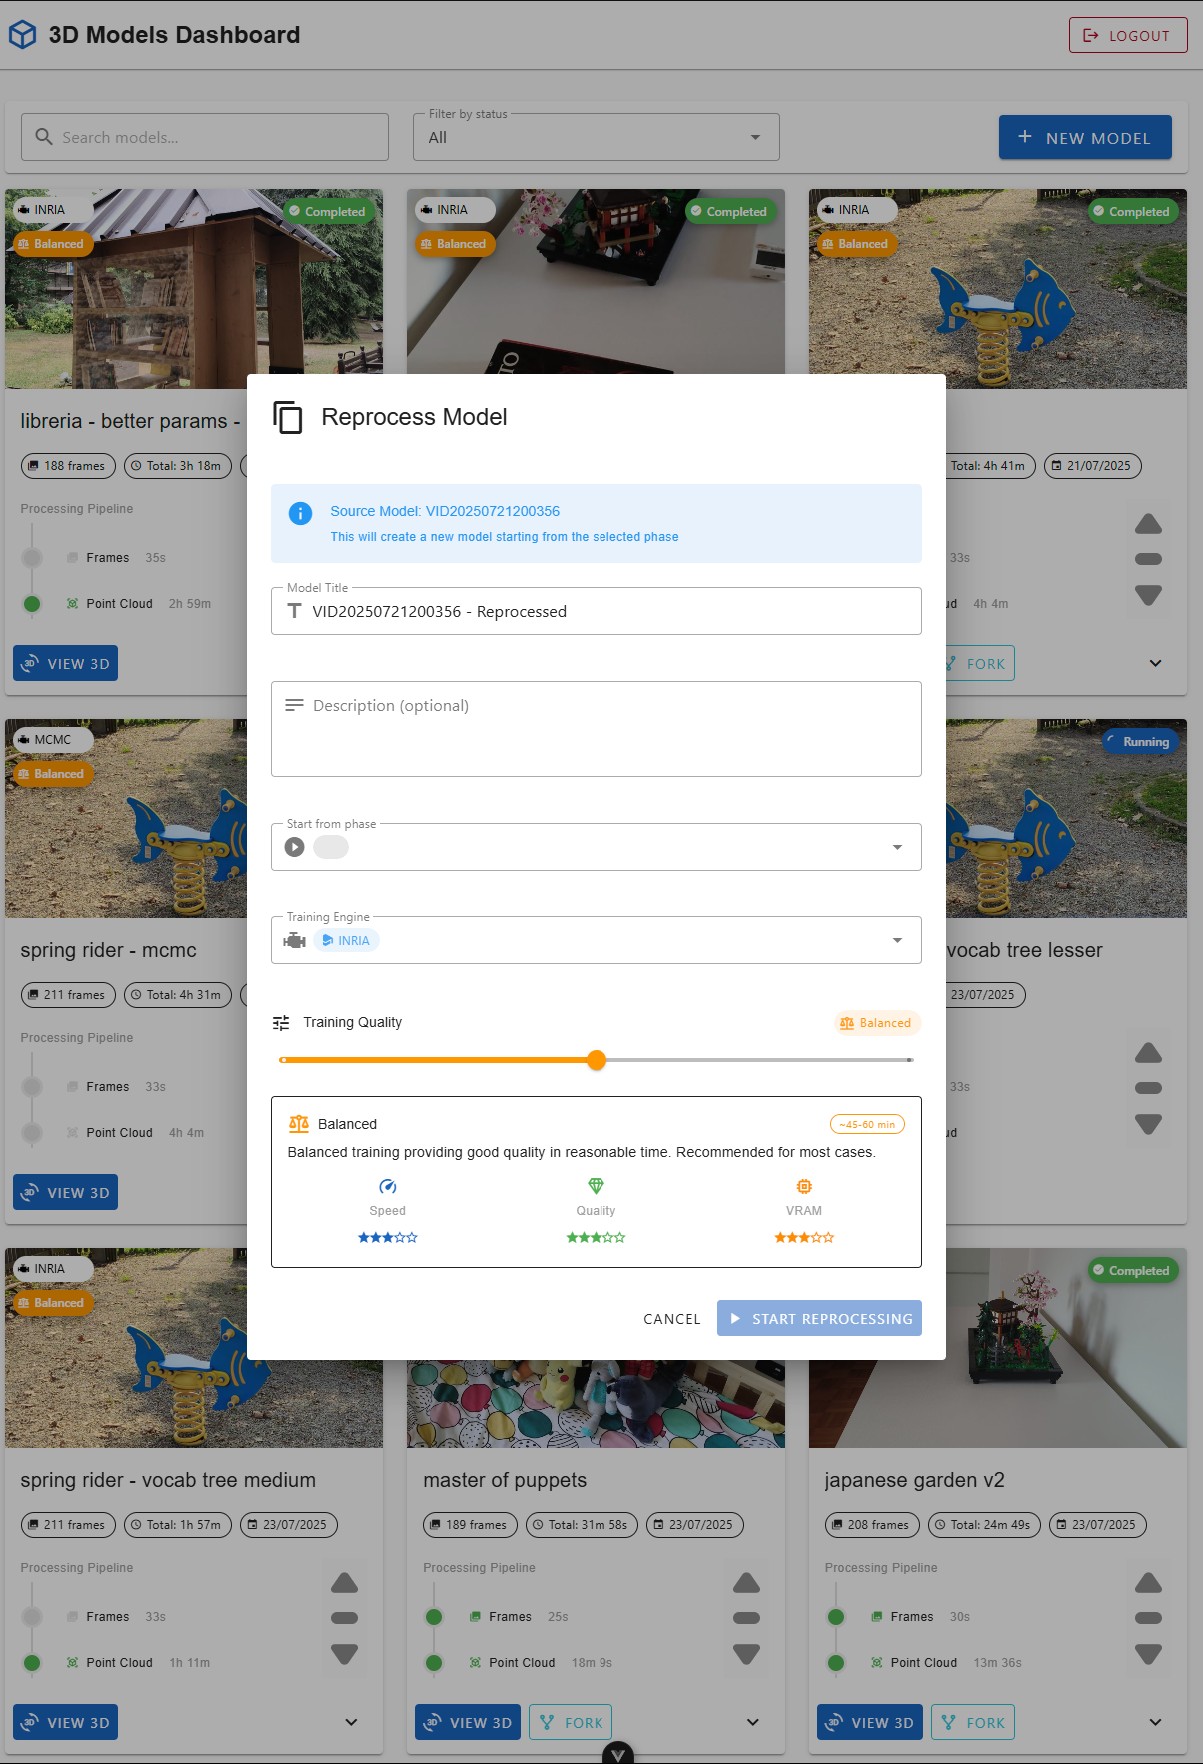 3D Models Dashboard
LOGOUT
Search models...
Filter by status
All
NEW MODEL
INRIA
Completed
Balanced
INRIA
Completed
Balanced
INRIA
Completed
Balanced
libreria - better params -
188 frames
Total: 3h 18m
Total: 4h 41m
21/07/2025
Processing Pipeline
Frames 35s
33s
Point Cloud 2h 59m
4h 4m
VIEW 3D
FORK
Reprocess Model
Source Model: VID20250721200356
This will create a new model starting from the selected phase
Model Title
VID20250721200356 - Reprocessed
Description (optional)
Start from phase
Training Engine
INRIA
Training Quality
Balanced
Balanced
~45-60 min
Balanced training providing good quality in reasonable time. Recommended for most cases.
Speed
Quality
VRAM
CANCEL
START REPROCESSING
MCMC
Balanced
Running
spring rider - mcmc
vocab tree lesser
211 frames
Total: 4h 31m
23/07/2025
Processing Pipeline
Frames 33s
33s
Point Cloud 4h 4m
VIEW 3D
INRIA
Balanced
Completed
spring rider - vocab tree medium
211 frames
Total: 1h 57m
23/07/2025
Processing Pipeline
Frames 33s
Point Cloud 1h 11m
VIEW 3D
master of puppets
189 frames
Total: 31m 58s
23/07/2025
Processing Pipeline
Frames 25s
Point Cloud 18m 9s
VIEW 3D
FORK
japanese garden v2
208 frames
Total: 24m 49s
23/07/2025
Processing Pipeline
Frames 30s
Point Cloud 13m 36s
VIEW 3D
FORK